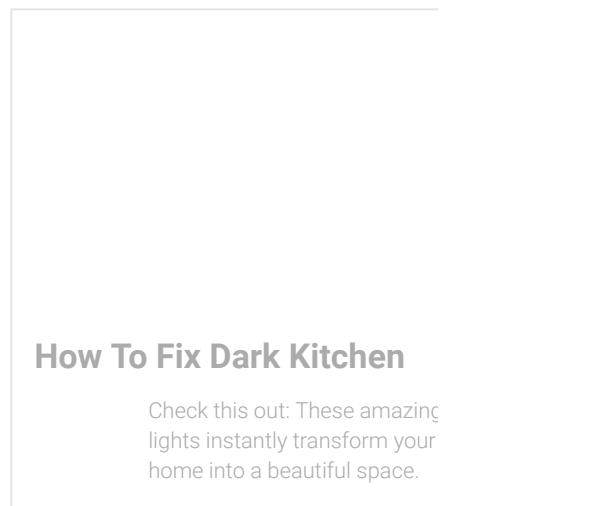 How To Fix Dark Kitchen
Check this out: These amazing
lights instantly transform your
home into a beautiful space.